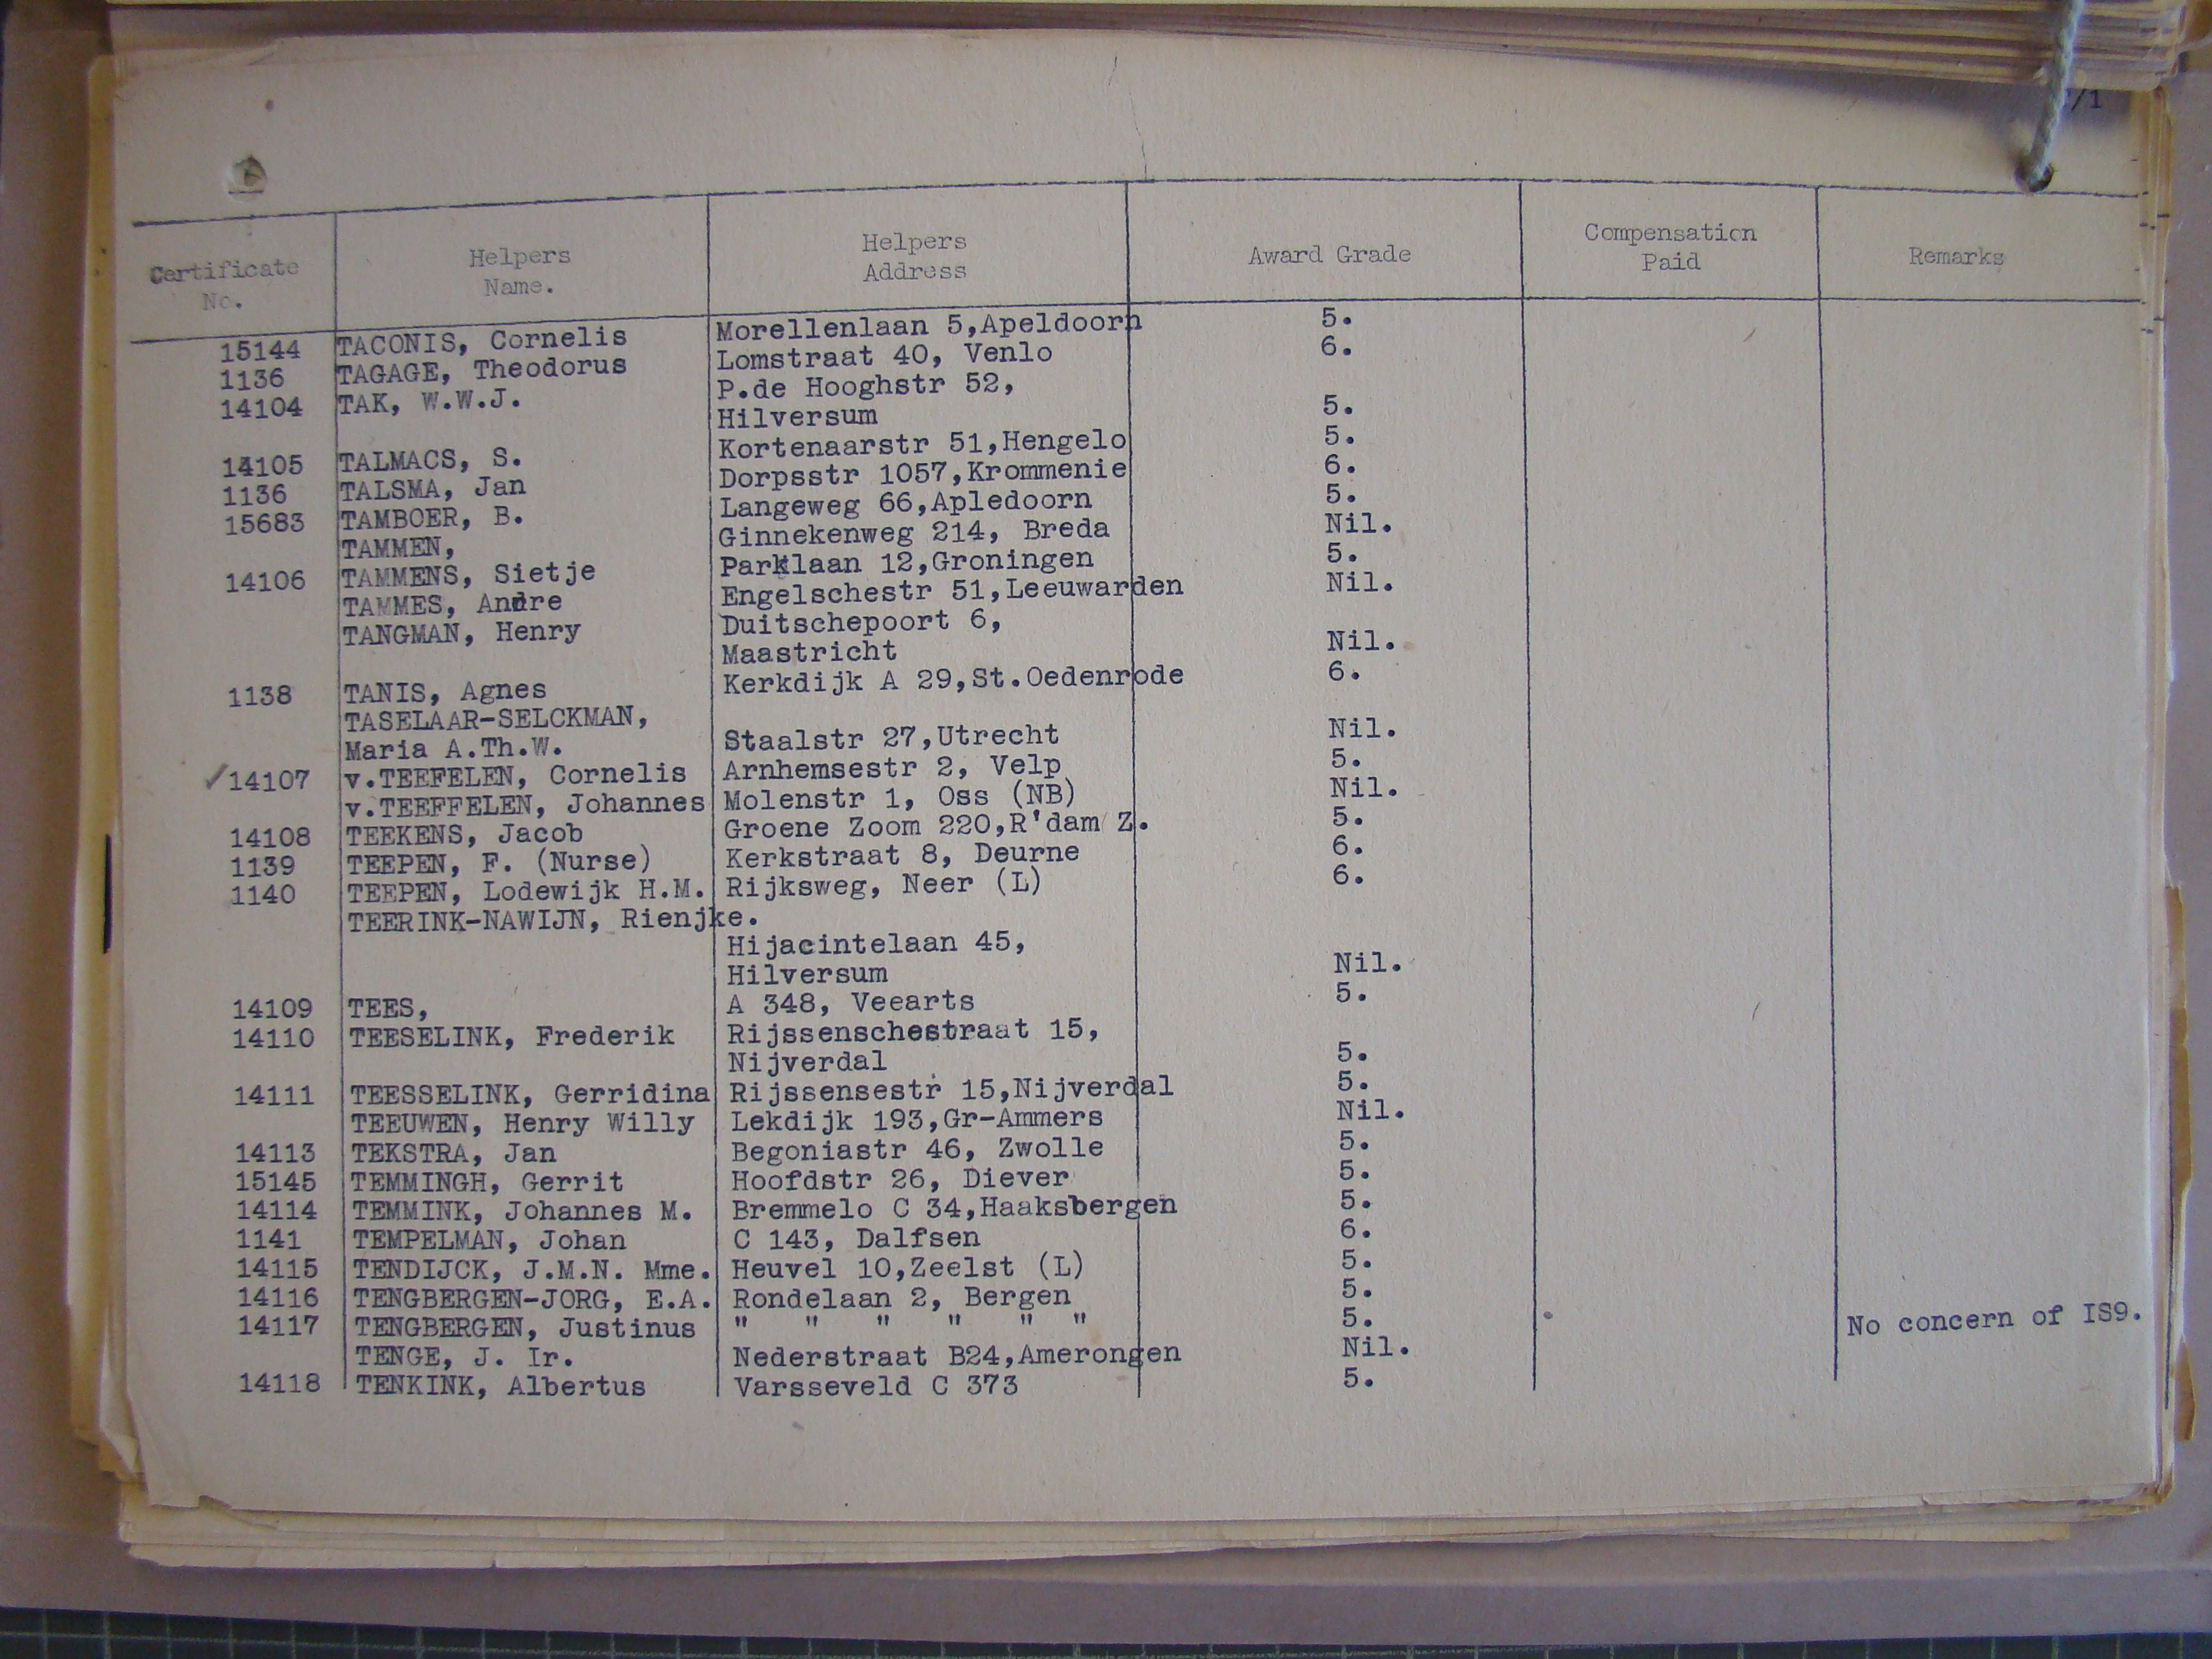 /1
Certificate No. Helpers Name. Helpers Address Award Grade Compensation Paid Remarks
15144 TACONIS, Cornelis Morellenlaan 5,Apeldoorn 5.
1136 TAGAGE, Theodorus Lomstraat 40, Venlo 6.
14104 TAK, W.W.J. P.de Hooghstr 52,
Hilversum 5.
14105 TALMACS, S. Kortenaarstr 51,Hengelo 5.
1136 TALSMA, Jan Dorpsstr 1057,Krommenie 6.
15683 TAMBOER, B. Langeweg 66,Apledoorn 5.
TAMMEN, Ginnekenweg 214, Breda Nil.
14106 TAMMENS, Sietje Parklaan 12,Groningen 5.
TAMMES, Andre Engelschestr 51,Leeuwarden Nil.
TANGMAN, Henry Duitschepoort 6,
Maastricht Nil.
1138 TANIS, Agnes Kerkdijk A 29,St.Oedenrode 6.
TASELAAR-SELCKMAN,
Maria A.Th.W. Staalstr 27,Utrecht Nil.
✓14107 v.TEEFELEN, Cornelis Arnhemsestr 2, Velp 5.
v.TEEFFELEN, Johannes Molenstr 1, Oss (NB) Nil.
14108 TEEKENS, Jacob Groene Zoom 220,R'dam Z. 5.
1139 TEEPEN, F. (Nurse) Kerkstraat 8, Deurne 6.
1140 TEEPEN, Lodewijk H.M. Rijksweg, Neer (L) 6.
TEERINK-NAWIJN, Rienjke.
Hijacintelaan 45,
Hilversum Nil.
14109 TEES, A 348, Veearts 5.
14110 TEESELINK, Frederik Rijssenschestraat 15,
Nijverdal 5.
14111 TEESSELINK, Gerridina Rijssensestr 15,Nijverdal 5.
TEEUWEN, Henry Willy Lekdijk 193,Gr-Ammers Nil.
14113 TEKSTRA, Jan Begoniastr 46, Zwolle 5.
15145 TEMMINGH, Gerrit Hoofdstr 26, Diever 5.
14114 TEMMINK, Johannes M. Bremmelo C 34,Haaksbergen 5.
1141 TEMPELMAN, Johan C 143, Dalfsen 6.
14115 TENDIJCK, J.M.N. Mme. Heuvel 10,Zeelst (L) 5.
14116 TENGBERGEN-JORG, E.A. Rondelaan 2, Bergen 5.
14117 TENGBERGEN, Justinus " " " " " " 5. No concern of IS9.
TENGE, J. Ir. Nederstraat B24,Amerongen Nil.
14118 TENKINK, Albertus Varsseveld C 373 5.